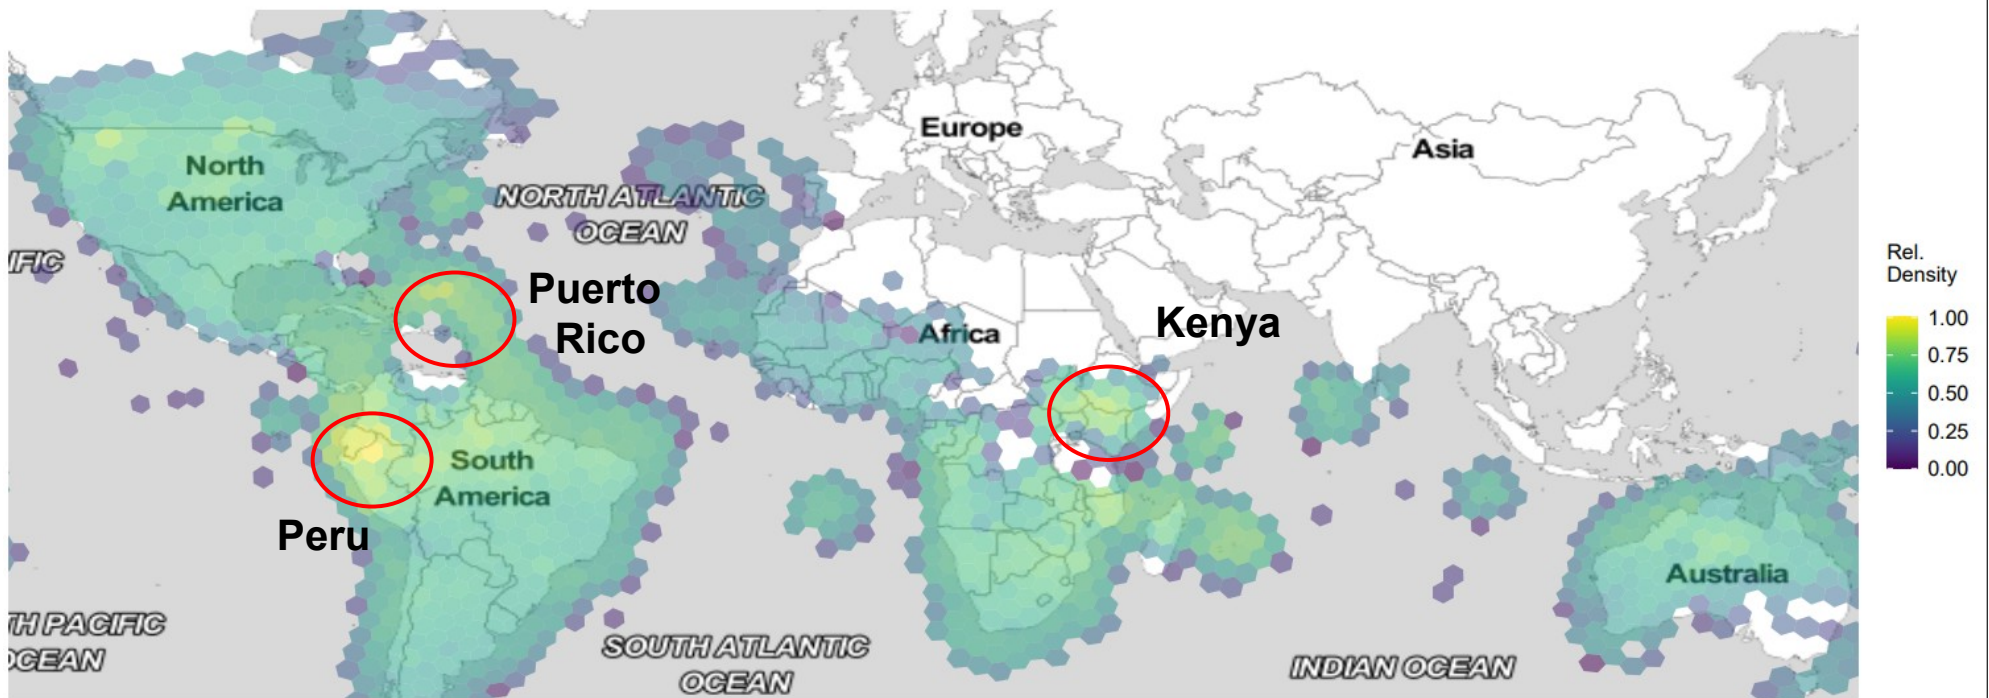 North
America
NORTH ATLANTIC
OCEAN
Europe
Asia
IFIC
Puerto
Rico
Africa
Kenya
South
America
Peru
Australia
TH PACIFIC
OCEAN
SOUTH ATLANTIC
OCEAN
INDIAN OCEAN
Rel.
Density
1.00
0.75
0.50
0.25
0.00